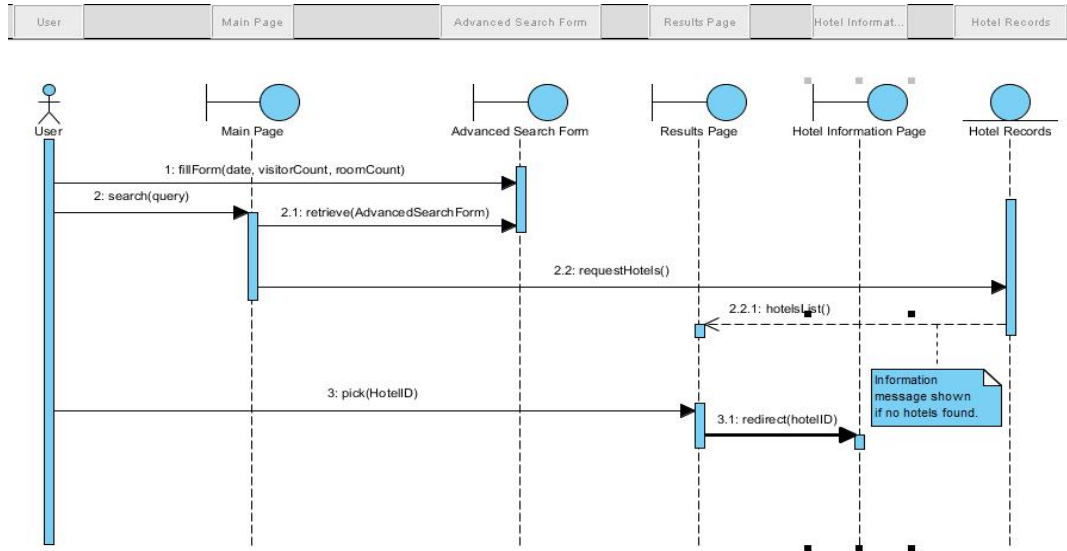 User
Main Page
Advanced Search Form
Results Page
Hotel Informat...
Hotel Records
User
Main Page
Advanced Search Form
Results Page
Hotel Information Page
Hotel Records
1: fillForm(date, visitorCount, roomCount)
2: search(query)
2.1: retrieve(AdvancedSearchForm)
2.2: requestHotels()
2.2.1: hotelsList()
Information
message shown
if no hotels found.
3: pick(HotelID)
3.1: redirect(hotelID)